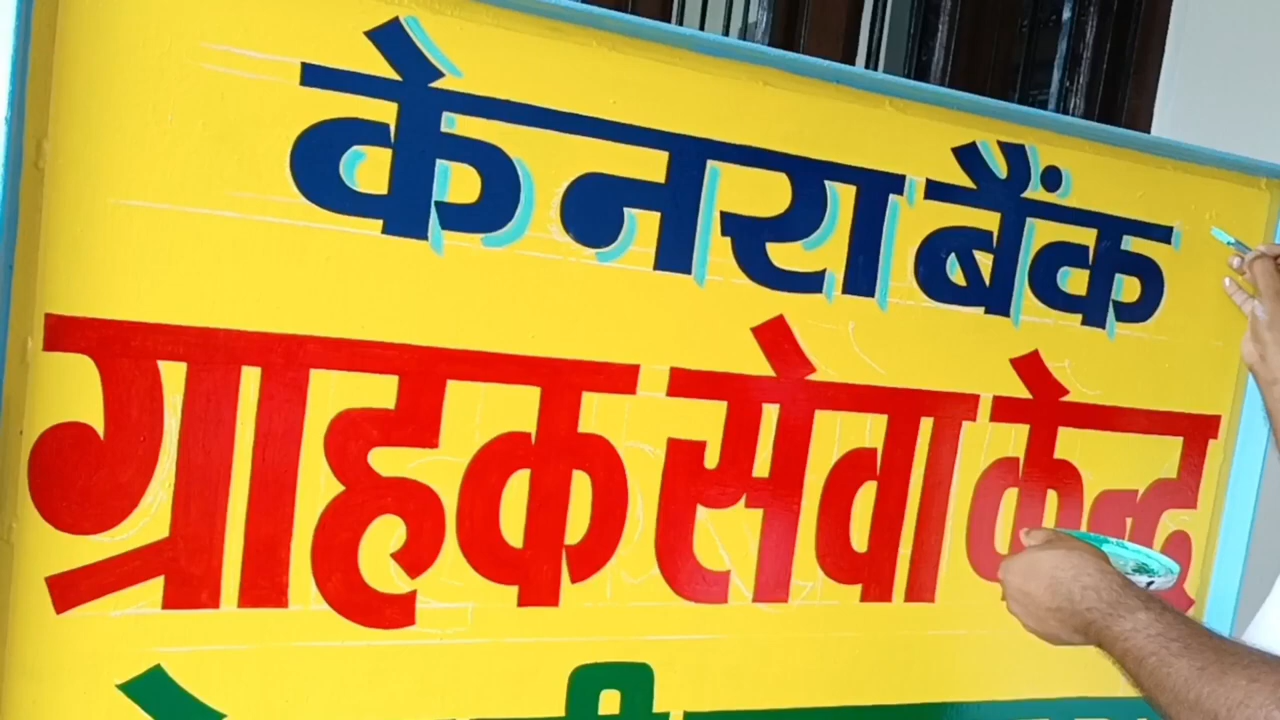 केनरा बैंक
ग्राहक सेवा केन्द्र